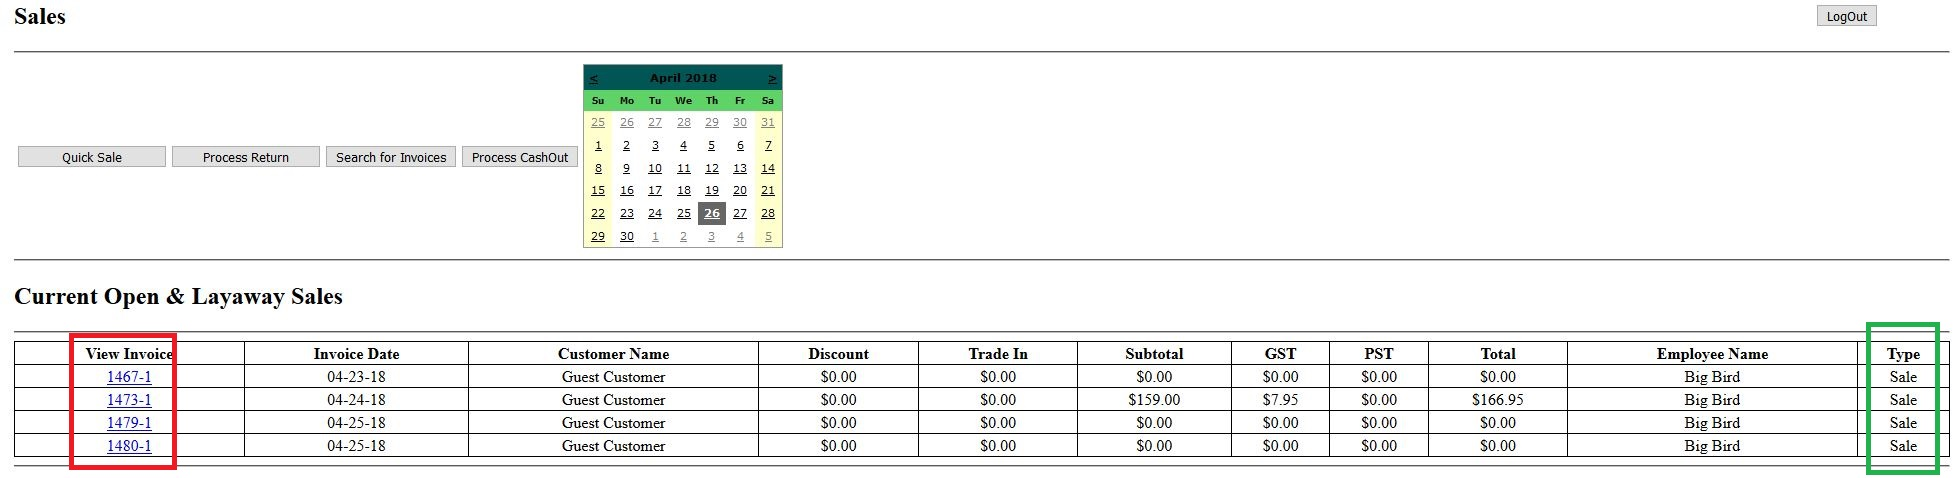 Sales
LogOut
< April 2018 >
Su Mo Tu We Th Fr Sa
25 26 27 28 29 30 31
1 2 3 4 5 6 7
8 9 10 11 12 13 14
15 16 17 18 19 20 21
22 23 24 25 26 27 28
29 30 1 2 3 4 5
Quick Sale Process Return Search for Invoices Process CashOut
Current Open & Layaway Sales
View Invoice Invoice Date Customer Name Discount Trade In Subtotal GST PST Total Employee Name Type
1467-1 04-23-18 Guest Customer $0.00 $0.00 $0.00 $0.00 $0.00 $0.00 Big Bird Sale
1473-1 04-24-18 Guest Customer $0.00 $0.00 $159.00 $7.95 $0.00 $166.95 Big Bird Sale
1479-1 04-25-18 Guest Customer $0.00 $0.00 $0.00 $0.00 $0.00 $0.00 Big Bird Sale
1480-1 04-25-18 Guest Customer $0.00 $0.00 $0.00 $0.00 $0.00 $0.00 Big Bird Sale